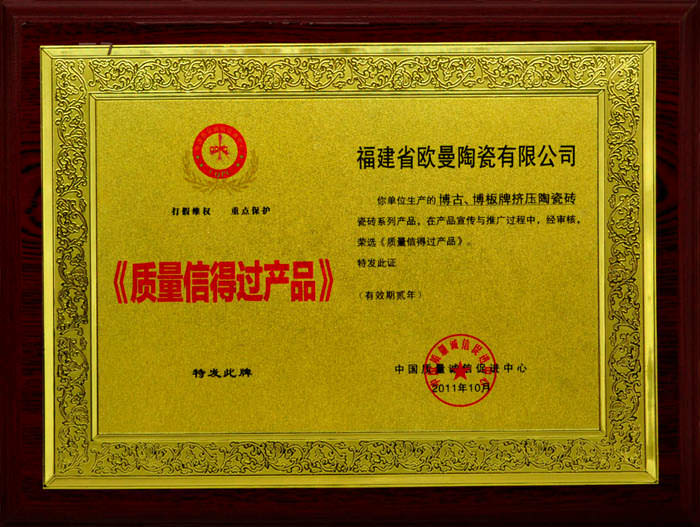 打假维权 重点保护
《质量信得过产品》
特发此牌
福建省欧曼陶瓷有限公司
你单位生产的 博古、博板牌挤压陶瓷砖
瓷砖系列产品，在产品宣传与推广过程中，经审核，
荣选《质量信得过产品》。
特发此证
（有效期贰年）
中国质量诚信促进中心
2011年10月